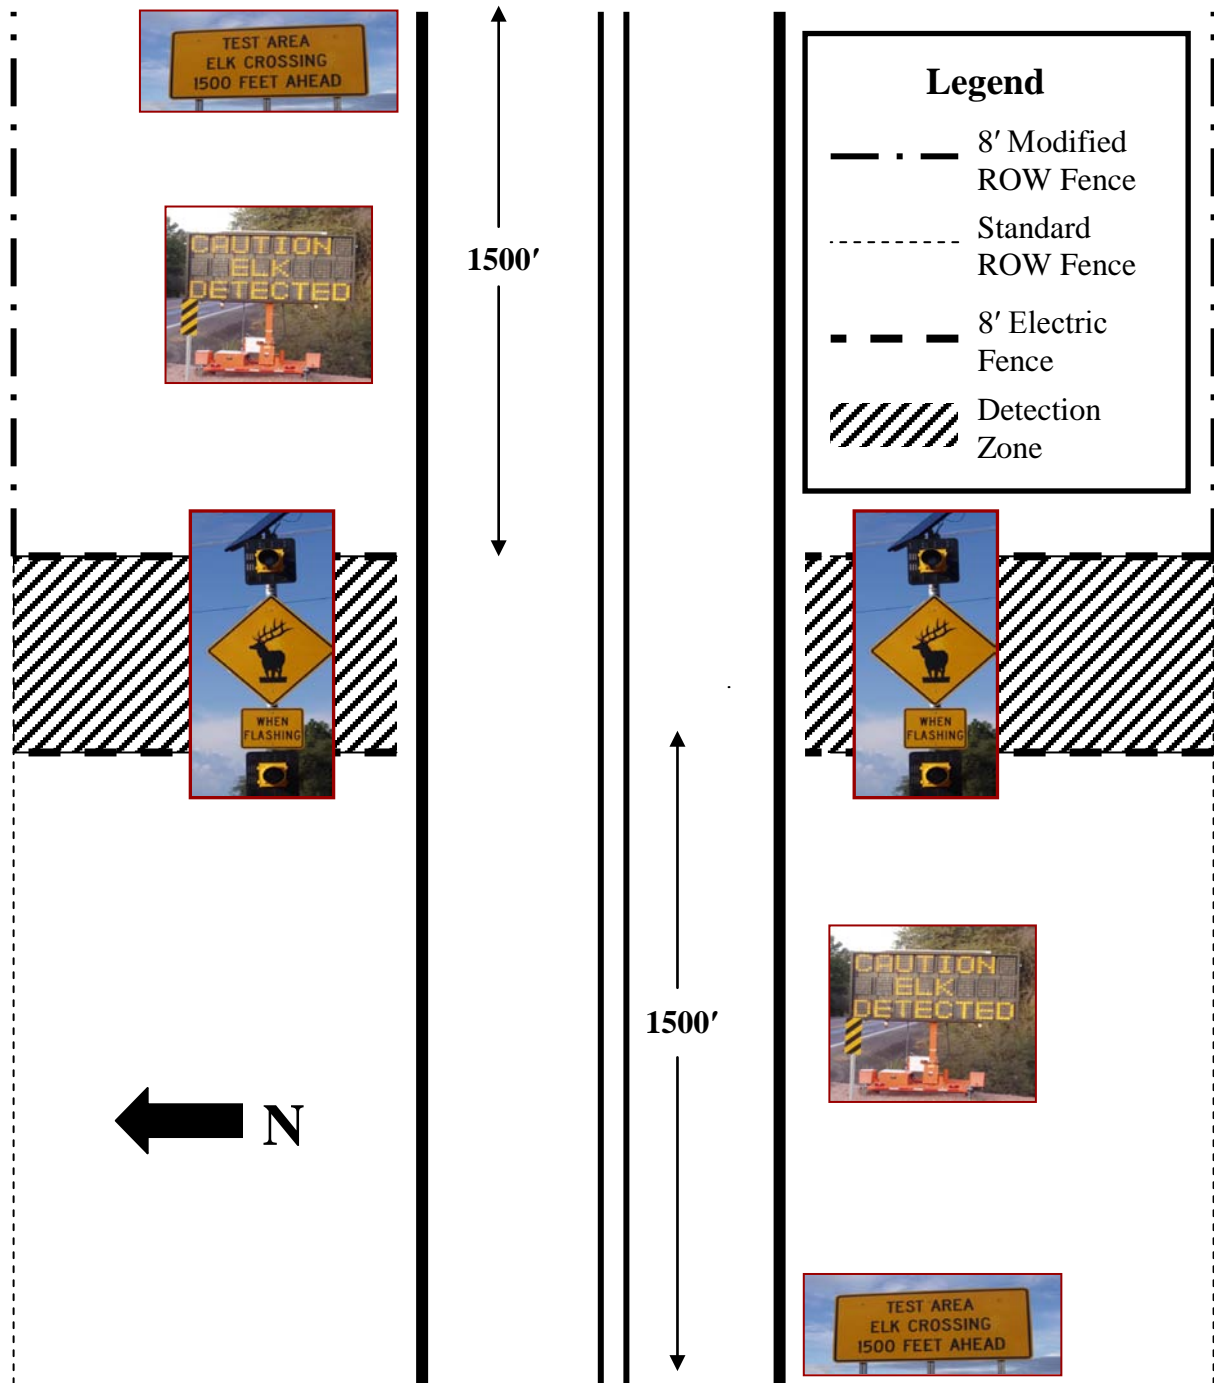 TEST AREA
ELK CROSSING
1500 FEET AHEAD
CAUTION
ELK
DETECTED
1500′
Legend
8′ Modified
ROW Fence
Standard
ROW Fence
8′ Electric
Fence
Detection
Zone
WHEN
FLASHING
WHEN
FLASHING
CAUTION
ELK
DETECTED
1500′
N
TEST AREA
ELK CROSSING
1500 FEET AHEAD